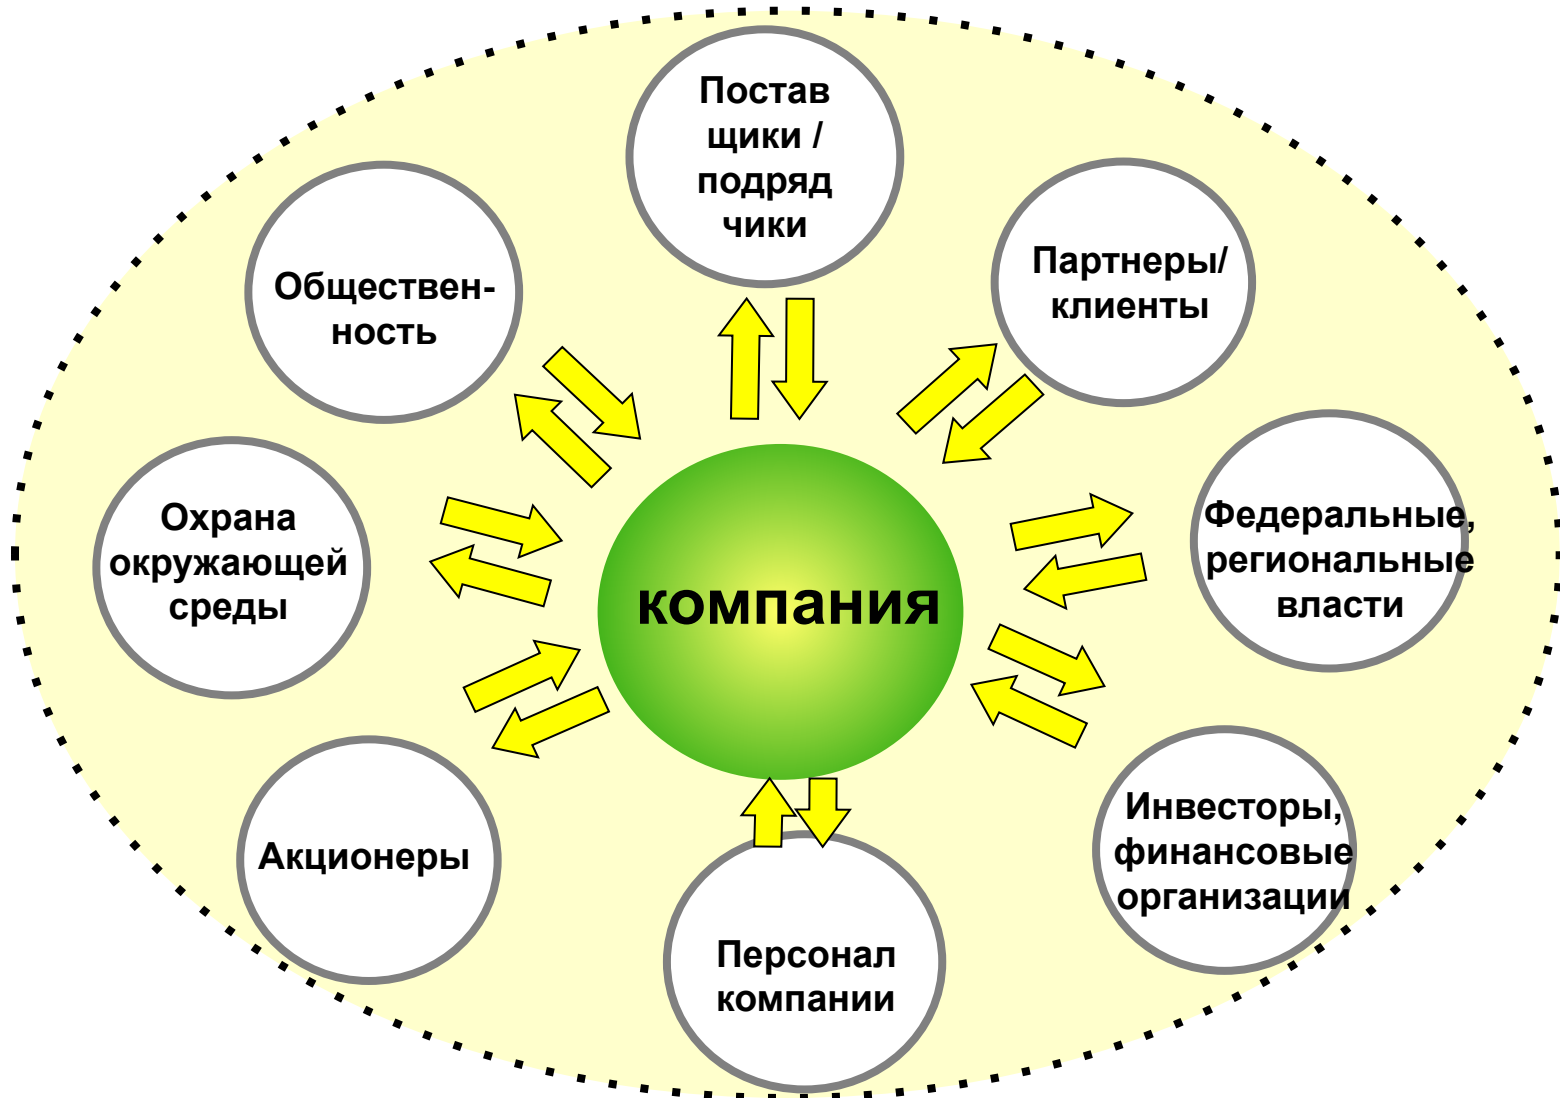 Постав
щики /
подряд
чики
Партнеры/
клиенты
Обществен-
ность
Федеральные,
региональные
власти
Охрана
окружающей
среды
компания
Инвесторы,
финансовые
организации
Акционеры
Персонал
компании